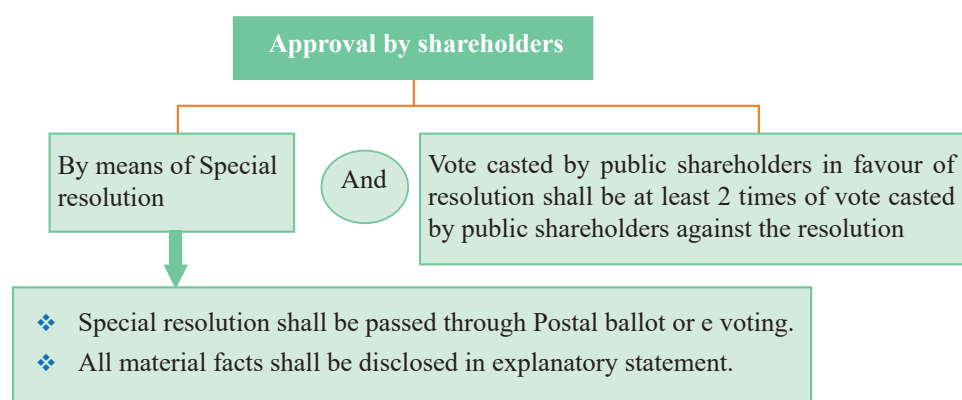 Approval by shareholders
By means of Special
resolution
And
Vote casted by public shareholders in favour of
resolution shall be at least 2 times of vote casted
by public shareholders against the resolution
Special resolution shall be passed through Postal ballot or e voting.
All material facts shall be disclosed in explanatory statement.